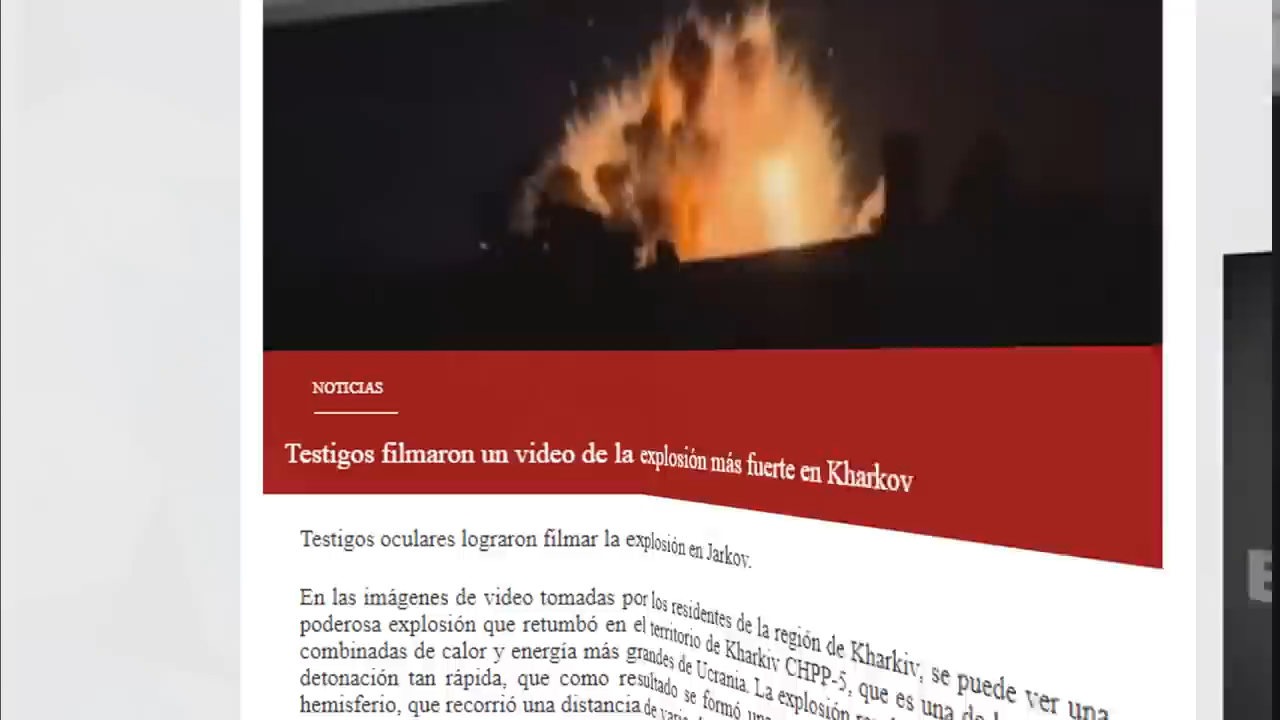 NOTICIAS
Testigos filmaron un video de la explosión más fuerte en Kharkov
Testigos oculares lograron filmar la explosión en Jarkov.
En las imágenes de video tomadas por los residentes de la región de Kharkiv, se puede ver una
poderosa explosión que retumbó en el territorio de Kharkiv CHPP-5, que es una de
combinadas de calor y energía más grandes de Ucrania. La explosión
detonación tan rápida, que como resultado se formó una
hemisferio, que recorrió una distancia de